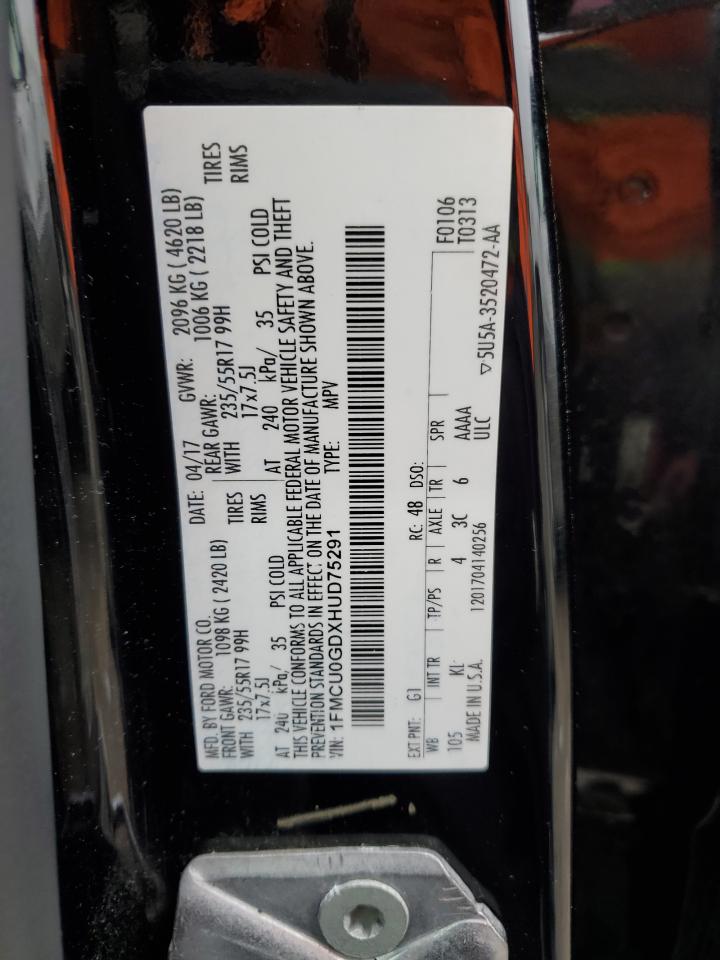 MFD. BY FORD MOTOR CO.
DATE: 04/17 GVWR: 2096 KG ( 4620 LB)
FRONT GAWR: 1098 KG ( 2420 LB) REAR GAWR: 1006 KG ( 2218 LB)
WITH 235/55R17 99H TIRES WITH 235/55R17 99H TIRES
17x7.5J RIMS 17x7.5J RIMS
AT 240 kPa/ 35 PSI COLD AT 240 kPa/ 35 PSI COLD
THIS VEHICLE CONFORMS TO ALL APPLICABLE FEDERAL MOTOR VEHICLE SAFETY AND THEFT
PREVENTION STANDARDS IN EFFECT ON THE DATE OF MANUFACTURE SHOWN ABOVE.
VIN: 1FMCU0GDXHUD75291 TYPE: MPV
EXT PNT: G1 RC: 48 DSO: F0106
WB INT TR TP/PS R AXLE TR SPR T0313
105 KL 4 3C 6 AAAA
MADE IN U.S.A. 1201704140256 ULC ▽5U5A-3520472-AA